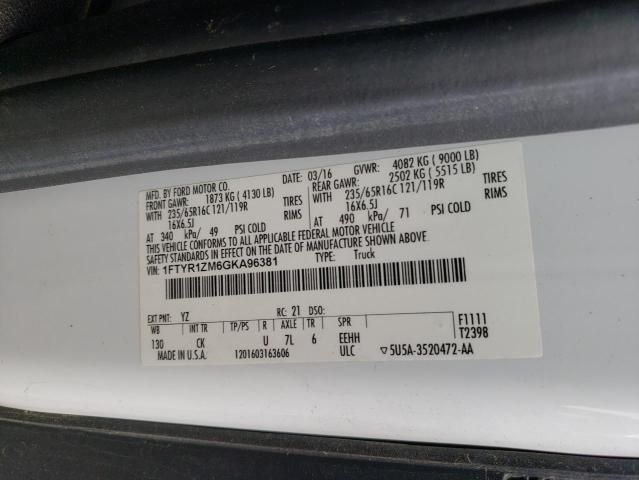 MFD. BY FORD MOTOR CO.
DATE: 03/16 GVWR: 4082 KG ( 9000 LB)
FRONT GAWR: 1873 KG ( 4130 LB) REAR GAWR: 2502 KG ( 5515 LB)
WITH 235/65R16C 121/119R TIRES WITH 235/65R16C 121/119R TIRES
16X6.5J RIMS 16X6.5J RIMS
AT 340 kPa/ 49 PSI COLD AT 490 kPa/ 71 PSI COLD
THIS VEHICLE CONFORMS TO ALL APPLICABLE FEDERAL MOTOR VEHICLE
SAFETY STANDARDS IN EFFECT ON THE DATE OF MANUFACTURE SHOWN ABOVE.
VIN: 1FTYR1ZM6GKA96381 TYPE: Truck
EXT PNT: YZ RC: 21 DSO: F1111
WB INT TR TP/PS R AXLE TR SPR T2398
130 CK U 7L 6 EEHH
MADE IN U.S.A. 1201603163606 ULC ▽5U5A-3520472-AA